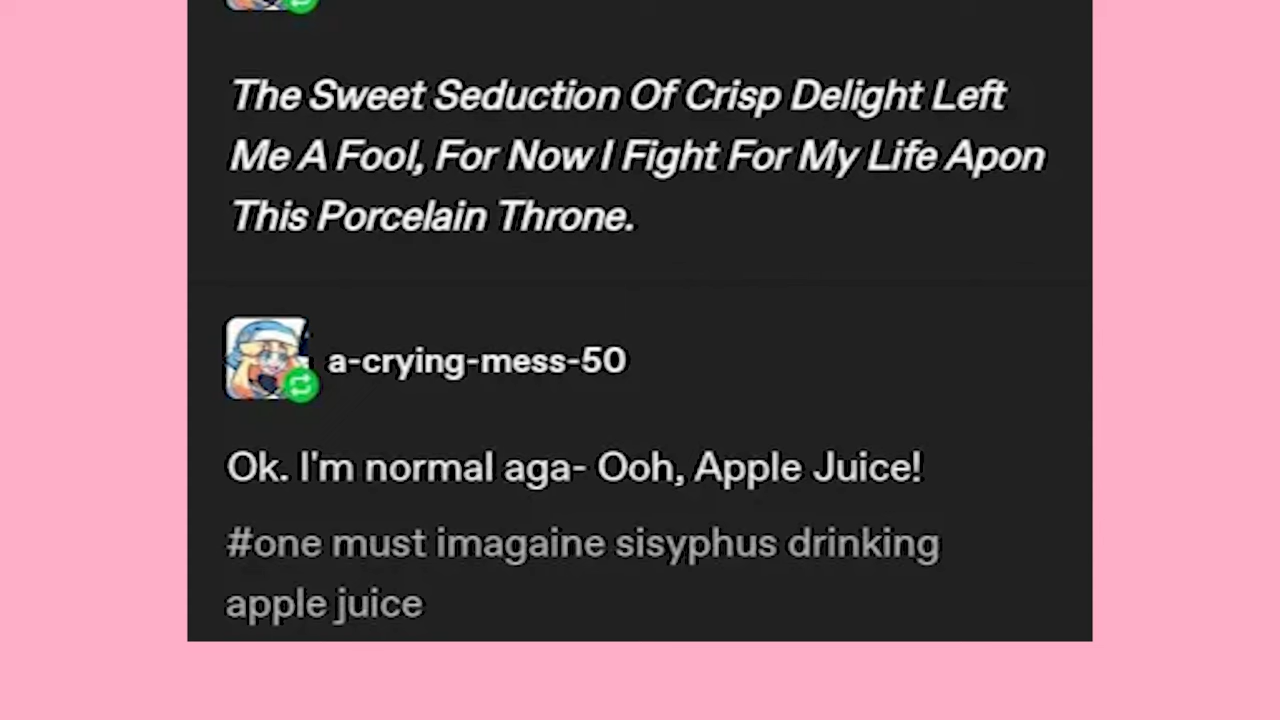 The Sweet Seduction Of Crisp Delight Left
Me A Fool, For Now I Fight For My Life Apon
This Porcelain Throne.
a-crying-mess-50
Ok. I'm normal aga- Ooh, Apple Juice!
#one must imagaine sisyphus drinking
apple juice